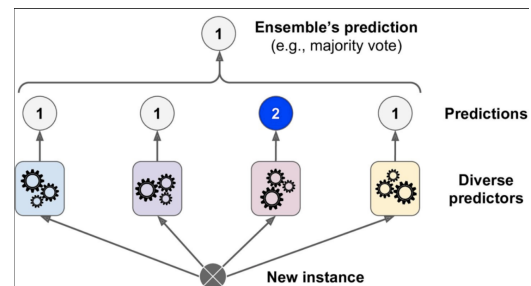 Ensemble's prediction
(e.g., majority vote)
1
1
1
2
1
Predictions
Diverse
predictors
New instance